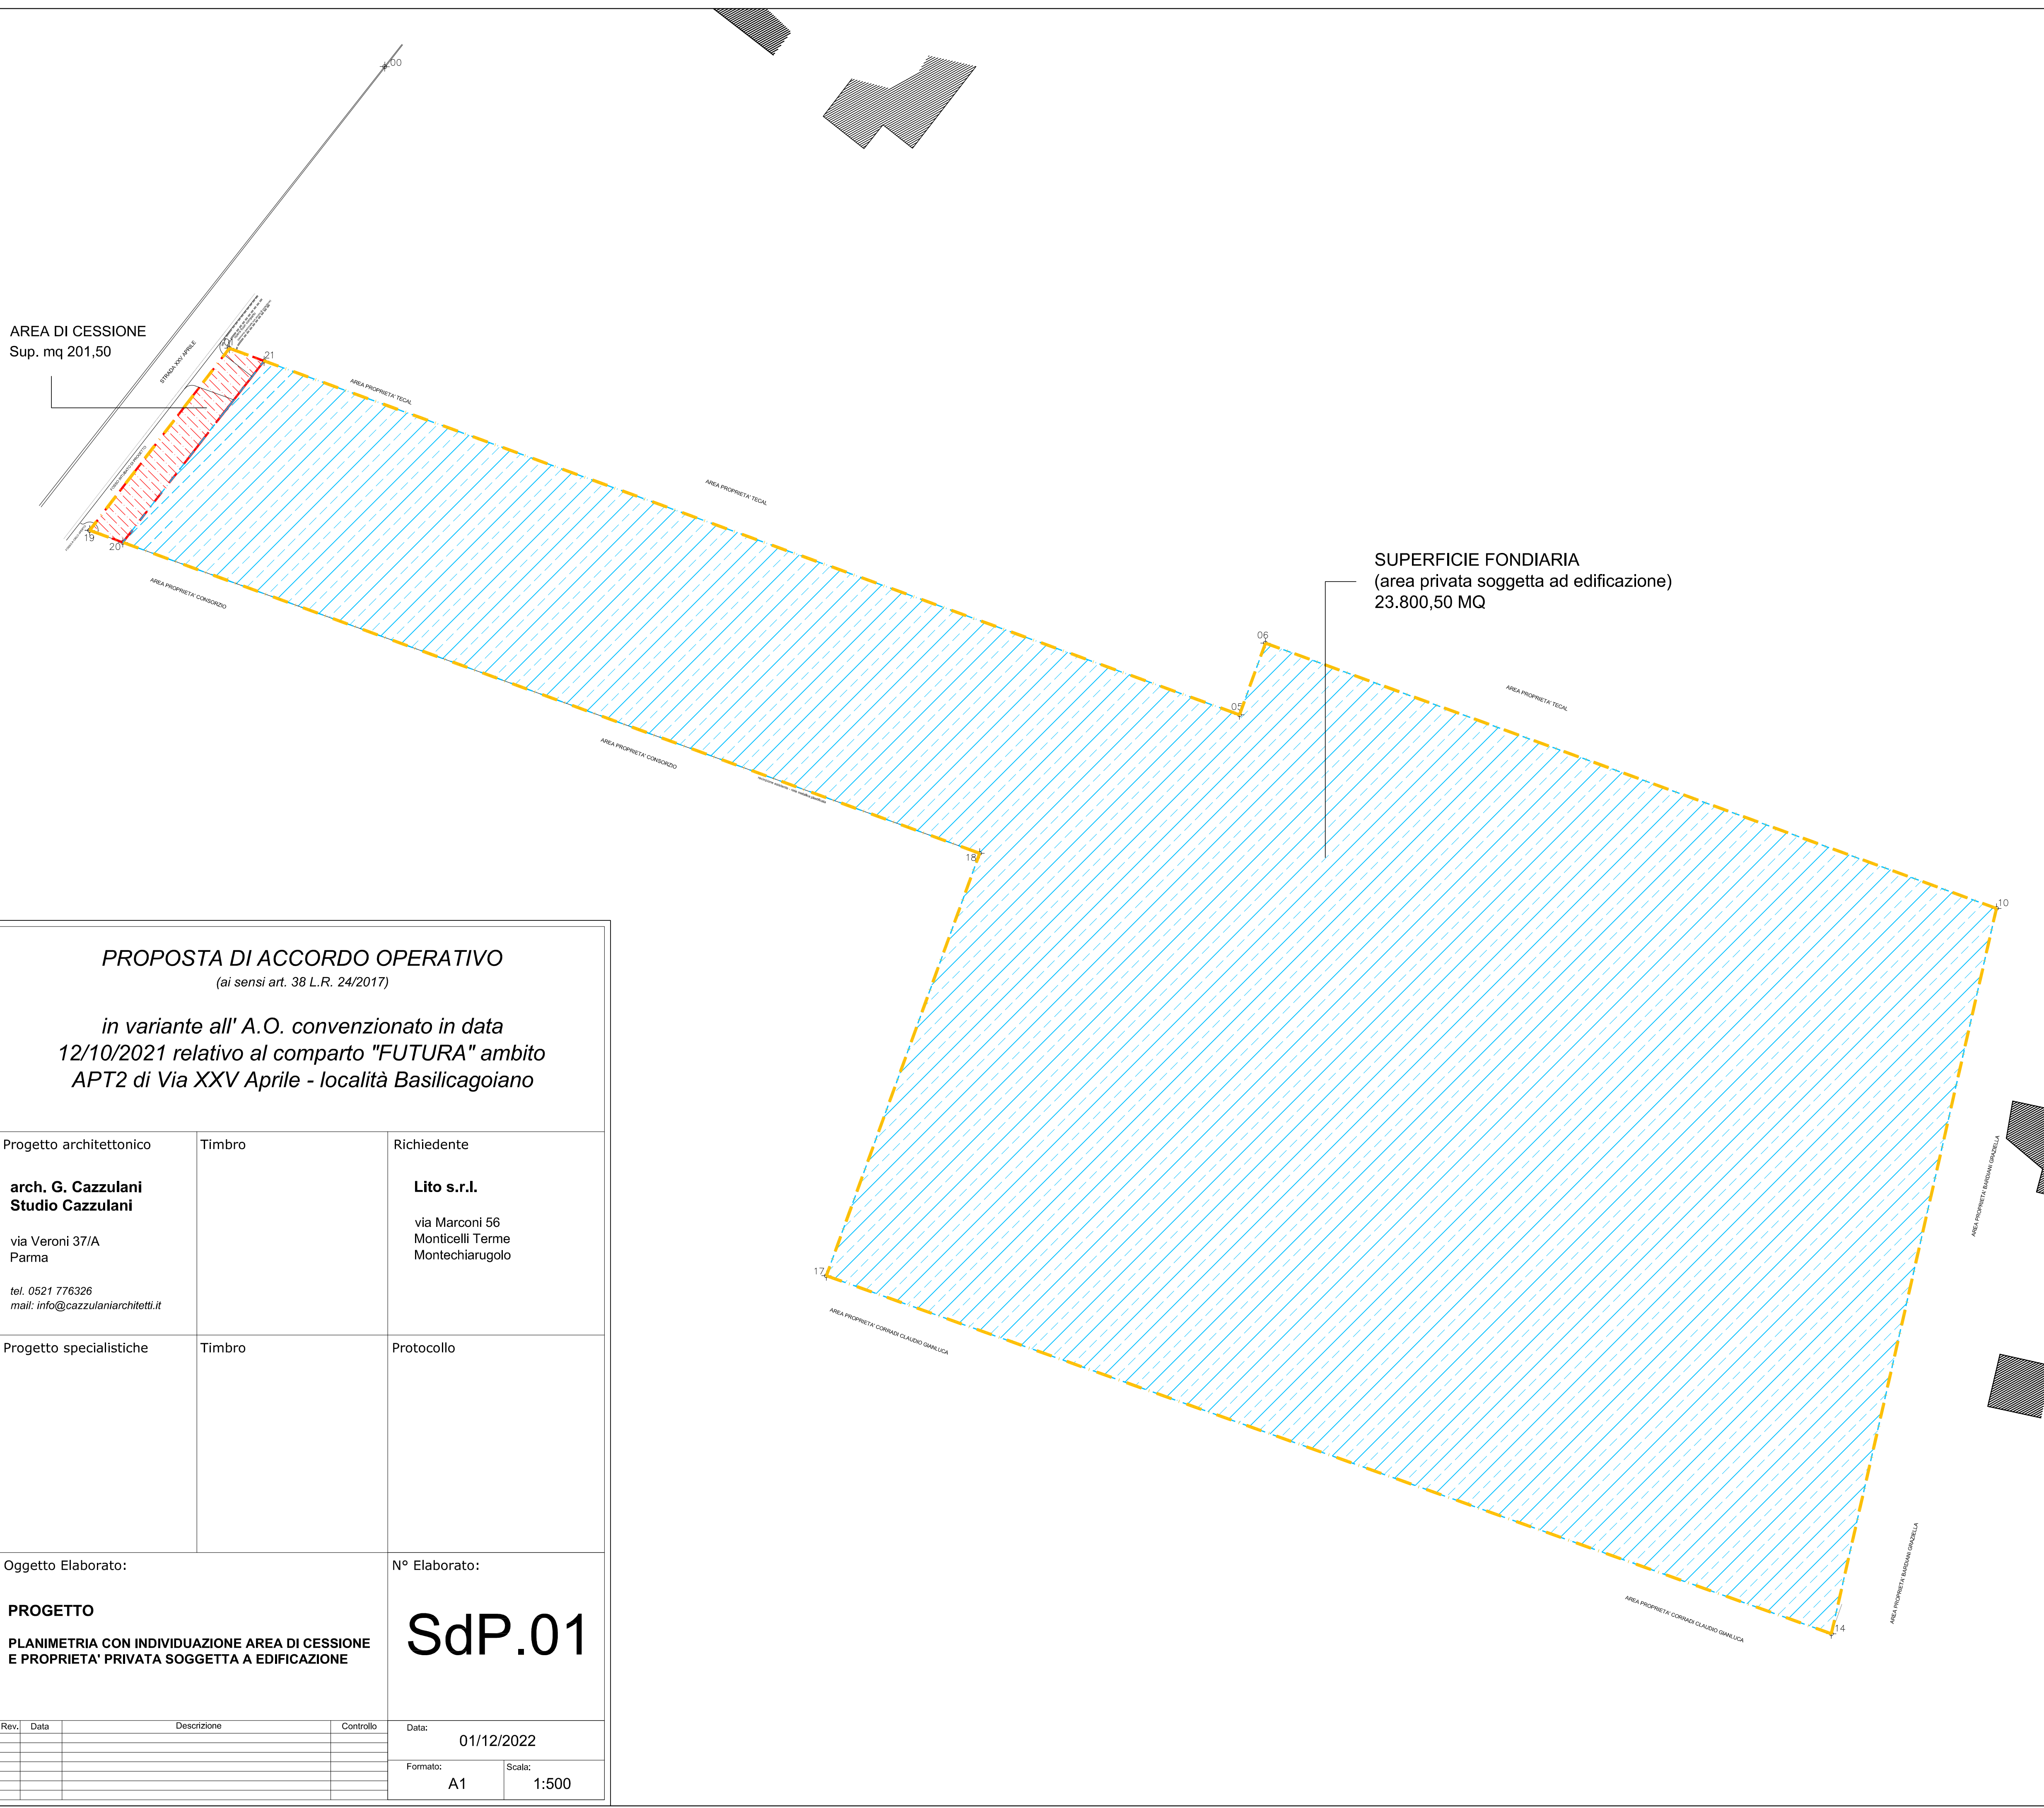 00
AREA DI CESSIONE
Sup. mq 201,50
STRADA XXV APRILE
21
AREA PROPRIETA' TECAL
FOSSO INTUBATO DI PROGETTO
19
20
AREA PROPRIETA' CONSORZIO
AREA PROPRIETA' TECAL
SUPERFICIE FONDIARIA
(area privata soggetta ad edificazione)
23.800,50 MQ
06
05
AREA PROPRIETA' TECAL
AREA PROPRIETA' CONSORZIO
18
10
AREA PROPRIETA' BARDIANI GRAZIELLA
17
AREA PROPRIETA' CORRADI CLAUDIO GIANLUCA
AREA PROPRIETA' CORRADI CLAUDIO GIANLUCA
14
AREA PROPRIETA' BARDIANI GRAZIELLA
PROPOSTA DI ACCORDO OPERATIVO
(ai sensi art. 38 L.R. 24/2017)
in variante all' A.O. convenzionato in data
12/10/2021 relativo al comparto "FUTURA" ambito
APT2 di Via XXV Aprile - località Basilicagoiano
Progetto architettonico
arch. G. Cazzulani
Studio Cazzulani
via Veroni 37/A
Parma
tel. 0521 776326
mail: info@cazzulaniarchitetti.it
Timbro
Richiedente
Lito s.r.l.
via Marconi 56
Monticelli Terme
Montechiarugolo
Progetto specialistiche
Timbro
Protocollo
Oggetto Elaborato:
PROGETTO
PLANIMETRIA CON INDIVIDUAZIONE AREA DI CESSIONE
E PROPRIETA' PRIVATA SOGGETTA A EDIFICAZIONE
N° Elaborato:
SdP.01
Rev. Data Descrizione Controllo
Data:
01/12/2022
Formato:
A1
Scala:
1:500